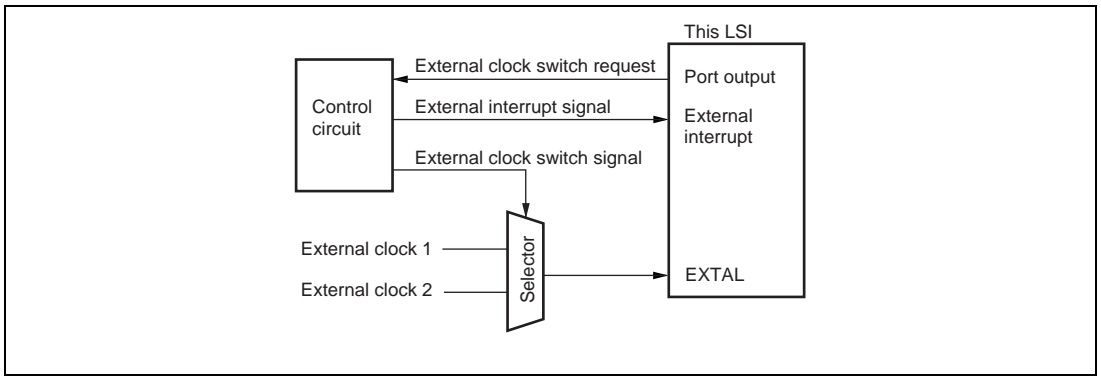 This LSI
External clock switch request
Port output
Control
circuit
External interrupt signal
External
interrupt
External clock switch signal
External clock 1
External clock 2
Selector
EXTAL